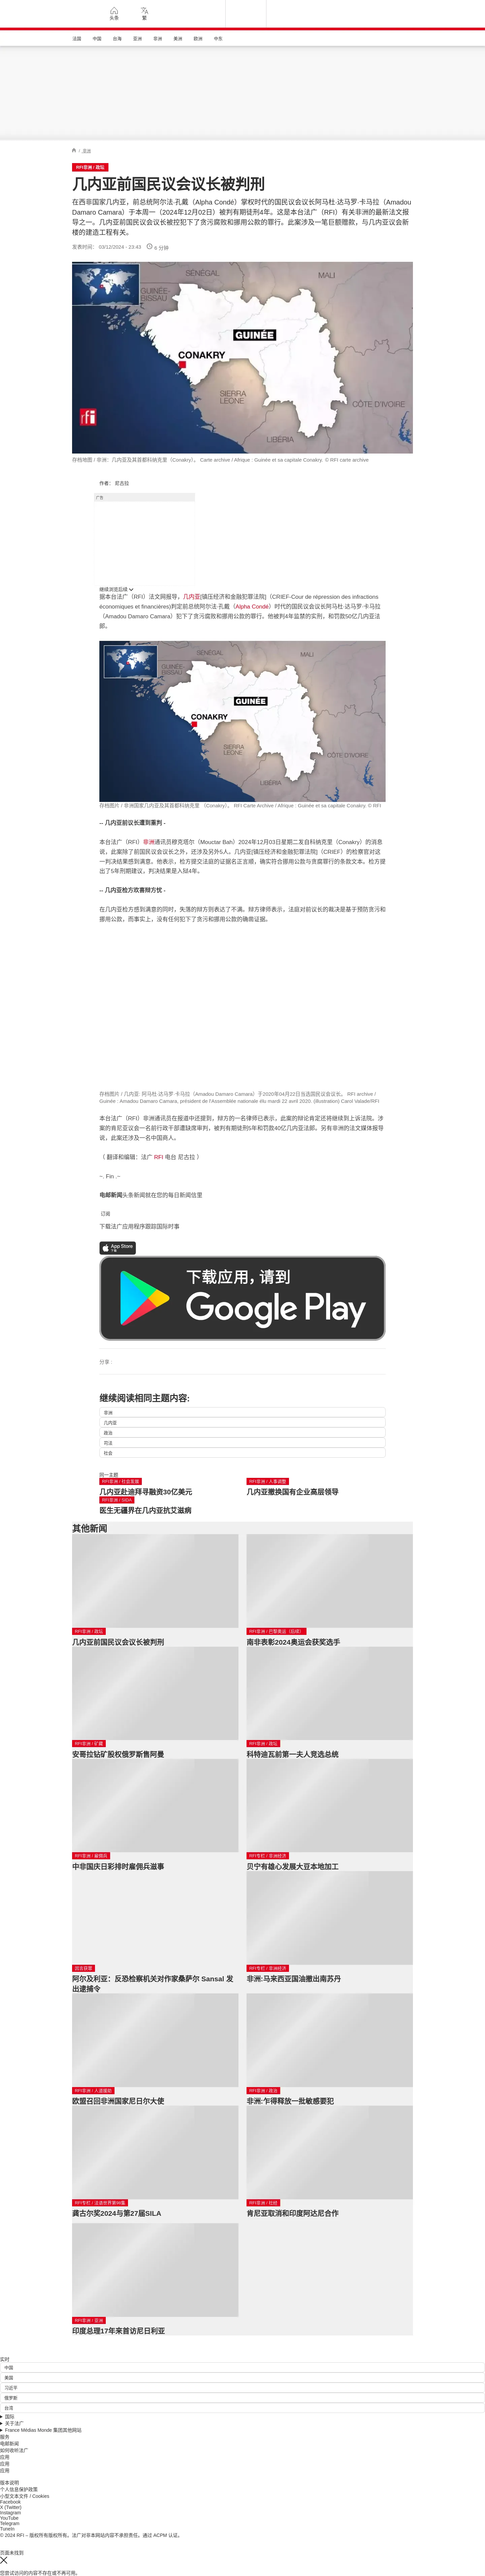 头条
繁
法国 中国 台海 亚洲 非洲 美洲 欧洲 中东
/ 非洲
RFI非洲 / 政坛
几内亚前国民议会议长被判刑
在西非国家几内亚，前总统阿尔法·孔戴（Alpha Condé）掌权时代的国民议会议长阿马杜·达马罗·卡马拉（Amadou
Damaro Camara）于本周一（2024年12月02日）被判有期徒刑4年。这是本台法广（RFI）有关非洲的最新法文报
导之一。几内亚前国民议会议长被控犯下了贪污腐败和挪用公款的罪行。此案涉及一笔巨额赠款，与几内亚议会新
楼的建造工程有关。
发表时间： 03/12/2024 - 23:43 6 分钟
SÉNÉGAL
MALI
GUINÉE-
BISSAU
GUINÉE
CONAKRY
SIERRA
LEONE
CÔTE D'IVOIRE
LIBÉRIA
rfi
存档地图 / 非洲：几内亚及其首都科纳克里（Conakry）。 Carte archive / Afrique : Guinée et sa capitale Conakry. © RFI carte archive
作者： 尼古拉
广告
继续浏览后续
据本台法广（RFI）法文网报导，几内亚[镇压经济和金融犯罪法院]（CRIEF-Cour de répression des infractions
économiques et financières)判定前总统阿尔法·孔戴（Alpha Condé）时代的国民议会议长阿马杜·达马罗·卡马拉
（Amadou Damaro Camara）犯下了贪污腐败和挪用公款的罪行。他被判4年监禁的实刑，和罚款50亿几内亚法
郎。
SÉNÉGAL
MALI
GUINÉE-
BISSAU
GUINÉE
CONAKRY
SIERRA
LEONE
CÔTE D'IVOIRE
LIBÉRIA
存档图片 / 非洲国家几内亚及其首都科纳克里 （Conakry）。 RFI Carte Archive / Afrique : Guinée et sa capitale Conakry. © RFI
-- 几内亚前议长遭到重判 -
本台法广（RFI）非洲通讯员穆克塔尔（Mouctar Bah）2024年12月03日星期二发自科纳克里（Conakry）的消息
说，此案除了前国民议会议长之外，还涉及另外5人。几内亚[镇压经济和金融犯罪法院]（CRIEF）的检察官对这
一判决结果感到满意。他表示，检方提交法庭的证据名正言顺，确实符合挪用公款与贪腐罪行的条款文本。检方提
出了5年刑期建议，判决结果是入狱4年。
-- 几内亚检方欢喜辩方忧 -
在几内亚检方感到满意的同时，失落的辩方则表达了不满。辩方律师表示，法庭对前议长的裁决是基于预防贪污和
挪用公款，而事实上，没有任何犯下了贪污和挪用公款的确凿证据。
存档图片 / 几内亚: 阿马杜·达马罗·卡马拉（Amadou Damaro Camara）于2020年04月22日当选国民议会议长。 RFI archive /
Guinée : Amadou Damaro Camara, président de l'Assemblée nationale élu mardi 22 avril 2020. (Illustration) Carol Valade/RFI
本台法广（RFI）非洲通讯员在报道中还提到，辩方的一名律师已表示，此案的辩论肯定还将继续到上诉法院。涉
案的肯尼亚议会一名前行政干部遭缺席审判，被判有期徒刑5年和罚款40亿几内亚法郎。另有非洲的法文媒体报导
说，此案还涉及一名中国商人。
（ 翻译和编辑：法广 RFI 电台 尼古拉 ）
~. Fin .~
电邮新闻头条新闻就在您的每日新闻信里
订阅
下载法广应用程序跟踪国际时事
App Store
下载应用，请到
Google Play
分享 :
继续阅读相同主题内容:
非洲
几内亚
政治
司法
社会
同一主题
RFI非洲 / 社会发展
几内亚赴迪拜寻融资30亿美元
RFI非洲 / 人事调整
几内亚撤换国有企业高层领导
RFI非洲 / SIDA
医生无疆界在几内亚抗艾滋病
其他新闻
RFI非洲 / 政坛
几内亚前国民议会议长被判刑
RFI非洲 / 巴黎奥运（后续）
南非表彰2024奥运会获奖选手
RFI非洲 / 矿藏
安哥拉钻矿股权俄罗斯售阿曼
RFI非洲 / 政坛
科特迪瓦前第一夫人竞选总统
RFI非洲 / 雇佣兵
中非国庆日彩排时雇佣兵滋事
RFI专栏 / 非洲经济
贝宁有雄心发展大豆本地加工
因言获罪
阿尔及利亚：反恐检察机关对作家桑萨尔 Sansal 发
出逮捕令
RFI专栏 / 非洲经济
非洲:马来西亚国油撤出南苏丹
RFI非洲 / 人道援助
欧盟召回非洲国家尼日尔大使
RFI非洲 / 政治
非洲:乍得释放一批敏感要犯
龚古尔奖2024与第27届SILA
RFI非洲 / 社经
肯尼亚取消和印度阿达尼合作
RFI非洲 / 亚洲
印度总理17年来首访尼日利亚
实时
中国
美国
习近平
俄罗斯
台湾
国际
关于法广
France Médias Monde 集团其他网站
服务
电邮新闻
如何收听法广
应用
应用
应用
版本说明
个人信息保护政策
小型文本文件 / Cookies
Facebook
X (Twitter)
Instagram
YouTube
Telegram
TuneIn
© 2024 RFI – 版权所有版权所有。法广对非本网站内容不承担责任。通过 ACPM 认证。
页面未找到
您尝试访问的内容不存在或不再可用。